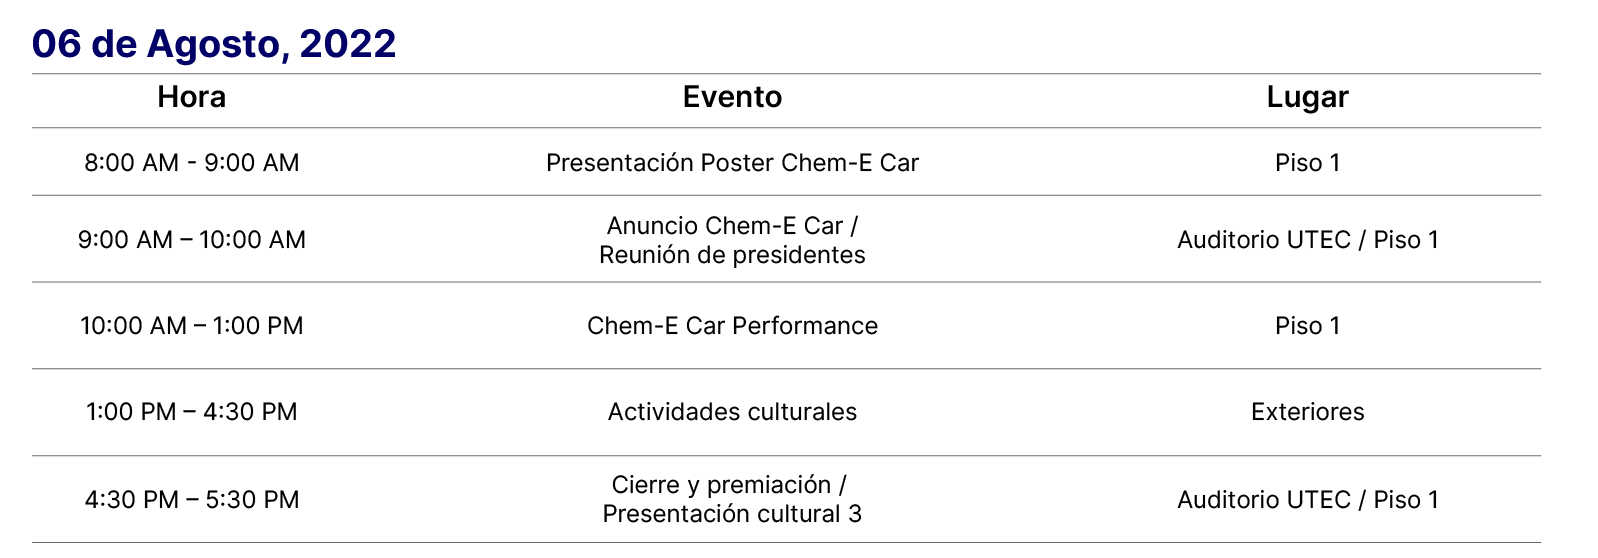 06 de Agosto, 2022
Hora Evento Lugar
8:00 AM - 9:00 AM Presentación Poster Chem-E Car Piso 1
9:00 AM – 10:00 AM Anuncio Chem-E Car / Auditorio UTEC / Piso 1
Reunión de presidentes
10:00 AM – 1:00 PM Chem-E Car Performance Piso 1
1:00 PM – 4:30 PM Actividades culturales Exteriores
4:30 PM – 5:30 PM Cierre y premiación / Auditorio UTEC / Piso 1
Presentación cultural 3